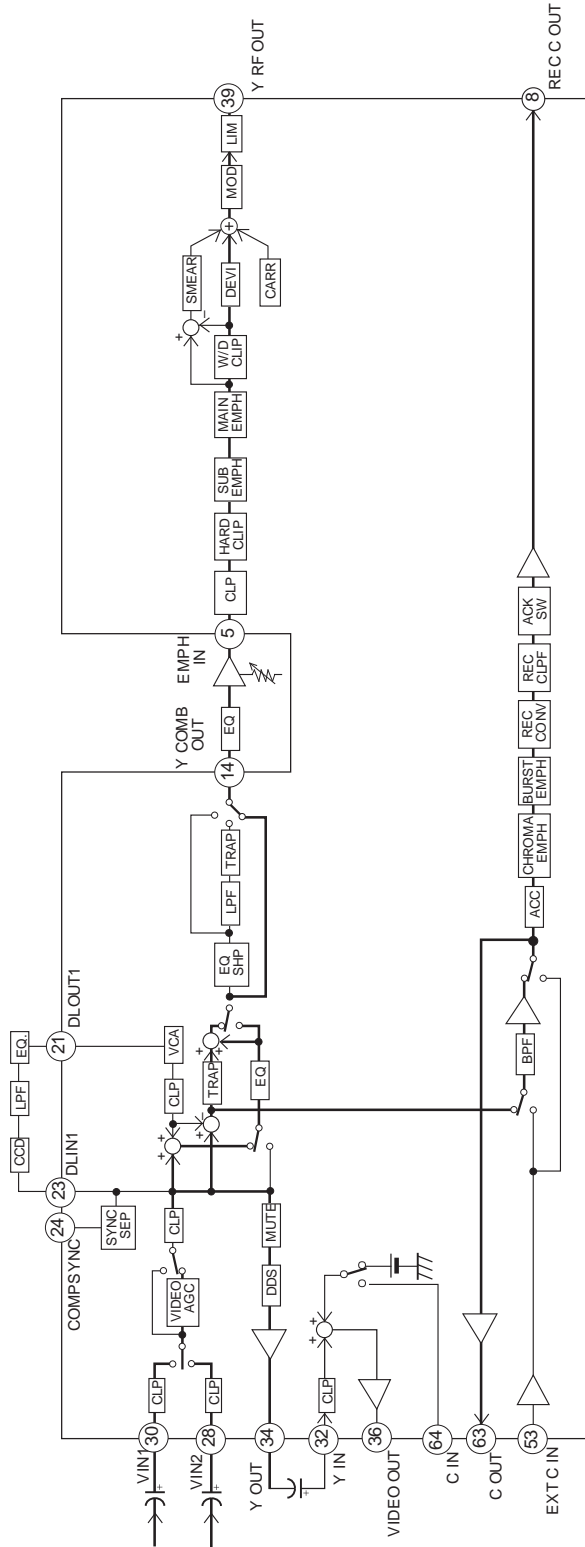 VIN1
30
CLP
VIN2
28
CLP
VIDEO
AGC
CLP
COMPSYNC
24
SYNC
SEP
23
DLIN1
CCD
LPF
EQ.
21
DLOUT1
VCA
CLP
+
+
+
−
TRAP
+
+
EQ
EQ
SHP
LPF
TRAP
14
Y COMB
OUT
EQ
EMPH
IN
5
CLP
HARD
CLIP
SUB
EMPH
MAIN
EMPH
W/D
CLIP
+
−
SMEAR
DEVI
CARR
+
MOD
LIM
39
Y RF OUT
Y OUT
34
DDS
MUTE
+
32
Y IN
CLP
+
+
36
VIDEO OUT
64
C IN
63
C OUT
53
EXT C IN
BPF
ACC
CHROMA
EMPH
BURST
EMPH
REC
CONV
REC
CLPF
ACK
SW
8
REC C OUT